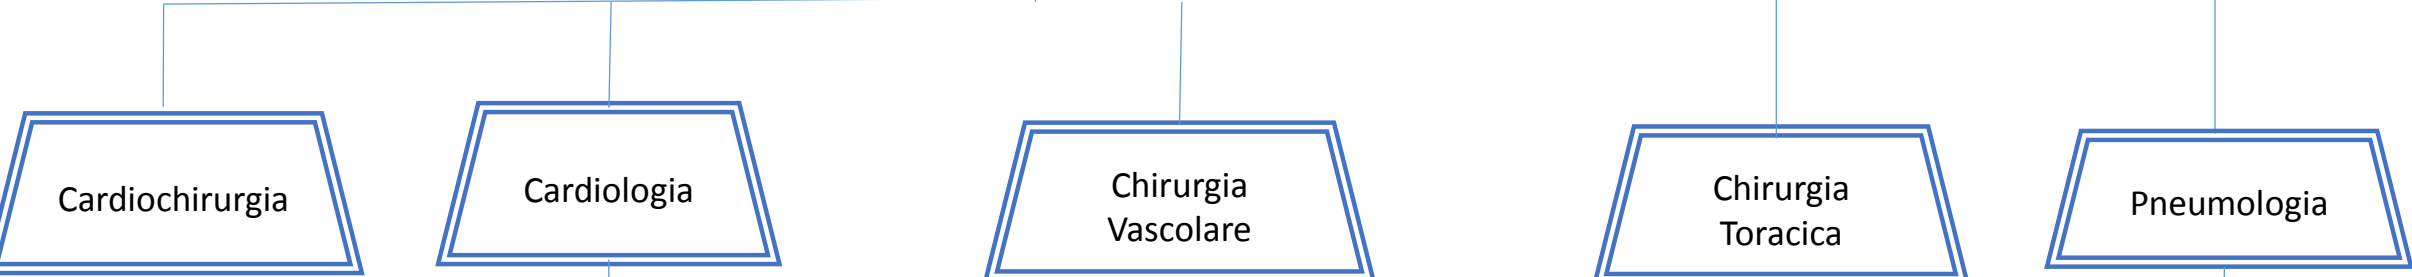 Cardiochirurgia
Cardiologia
Chirurgia
Vascolare
Chirurgia
Toracica
Pneumologia